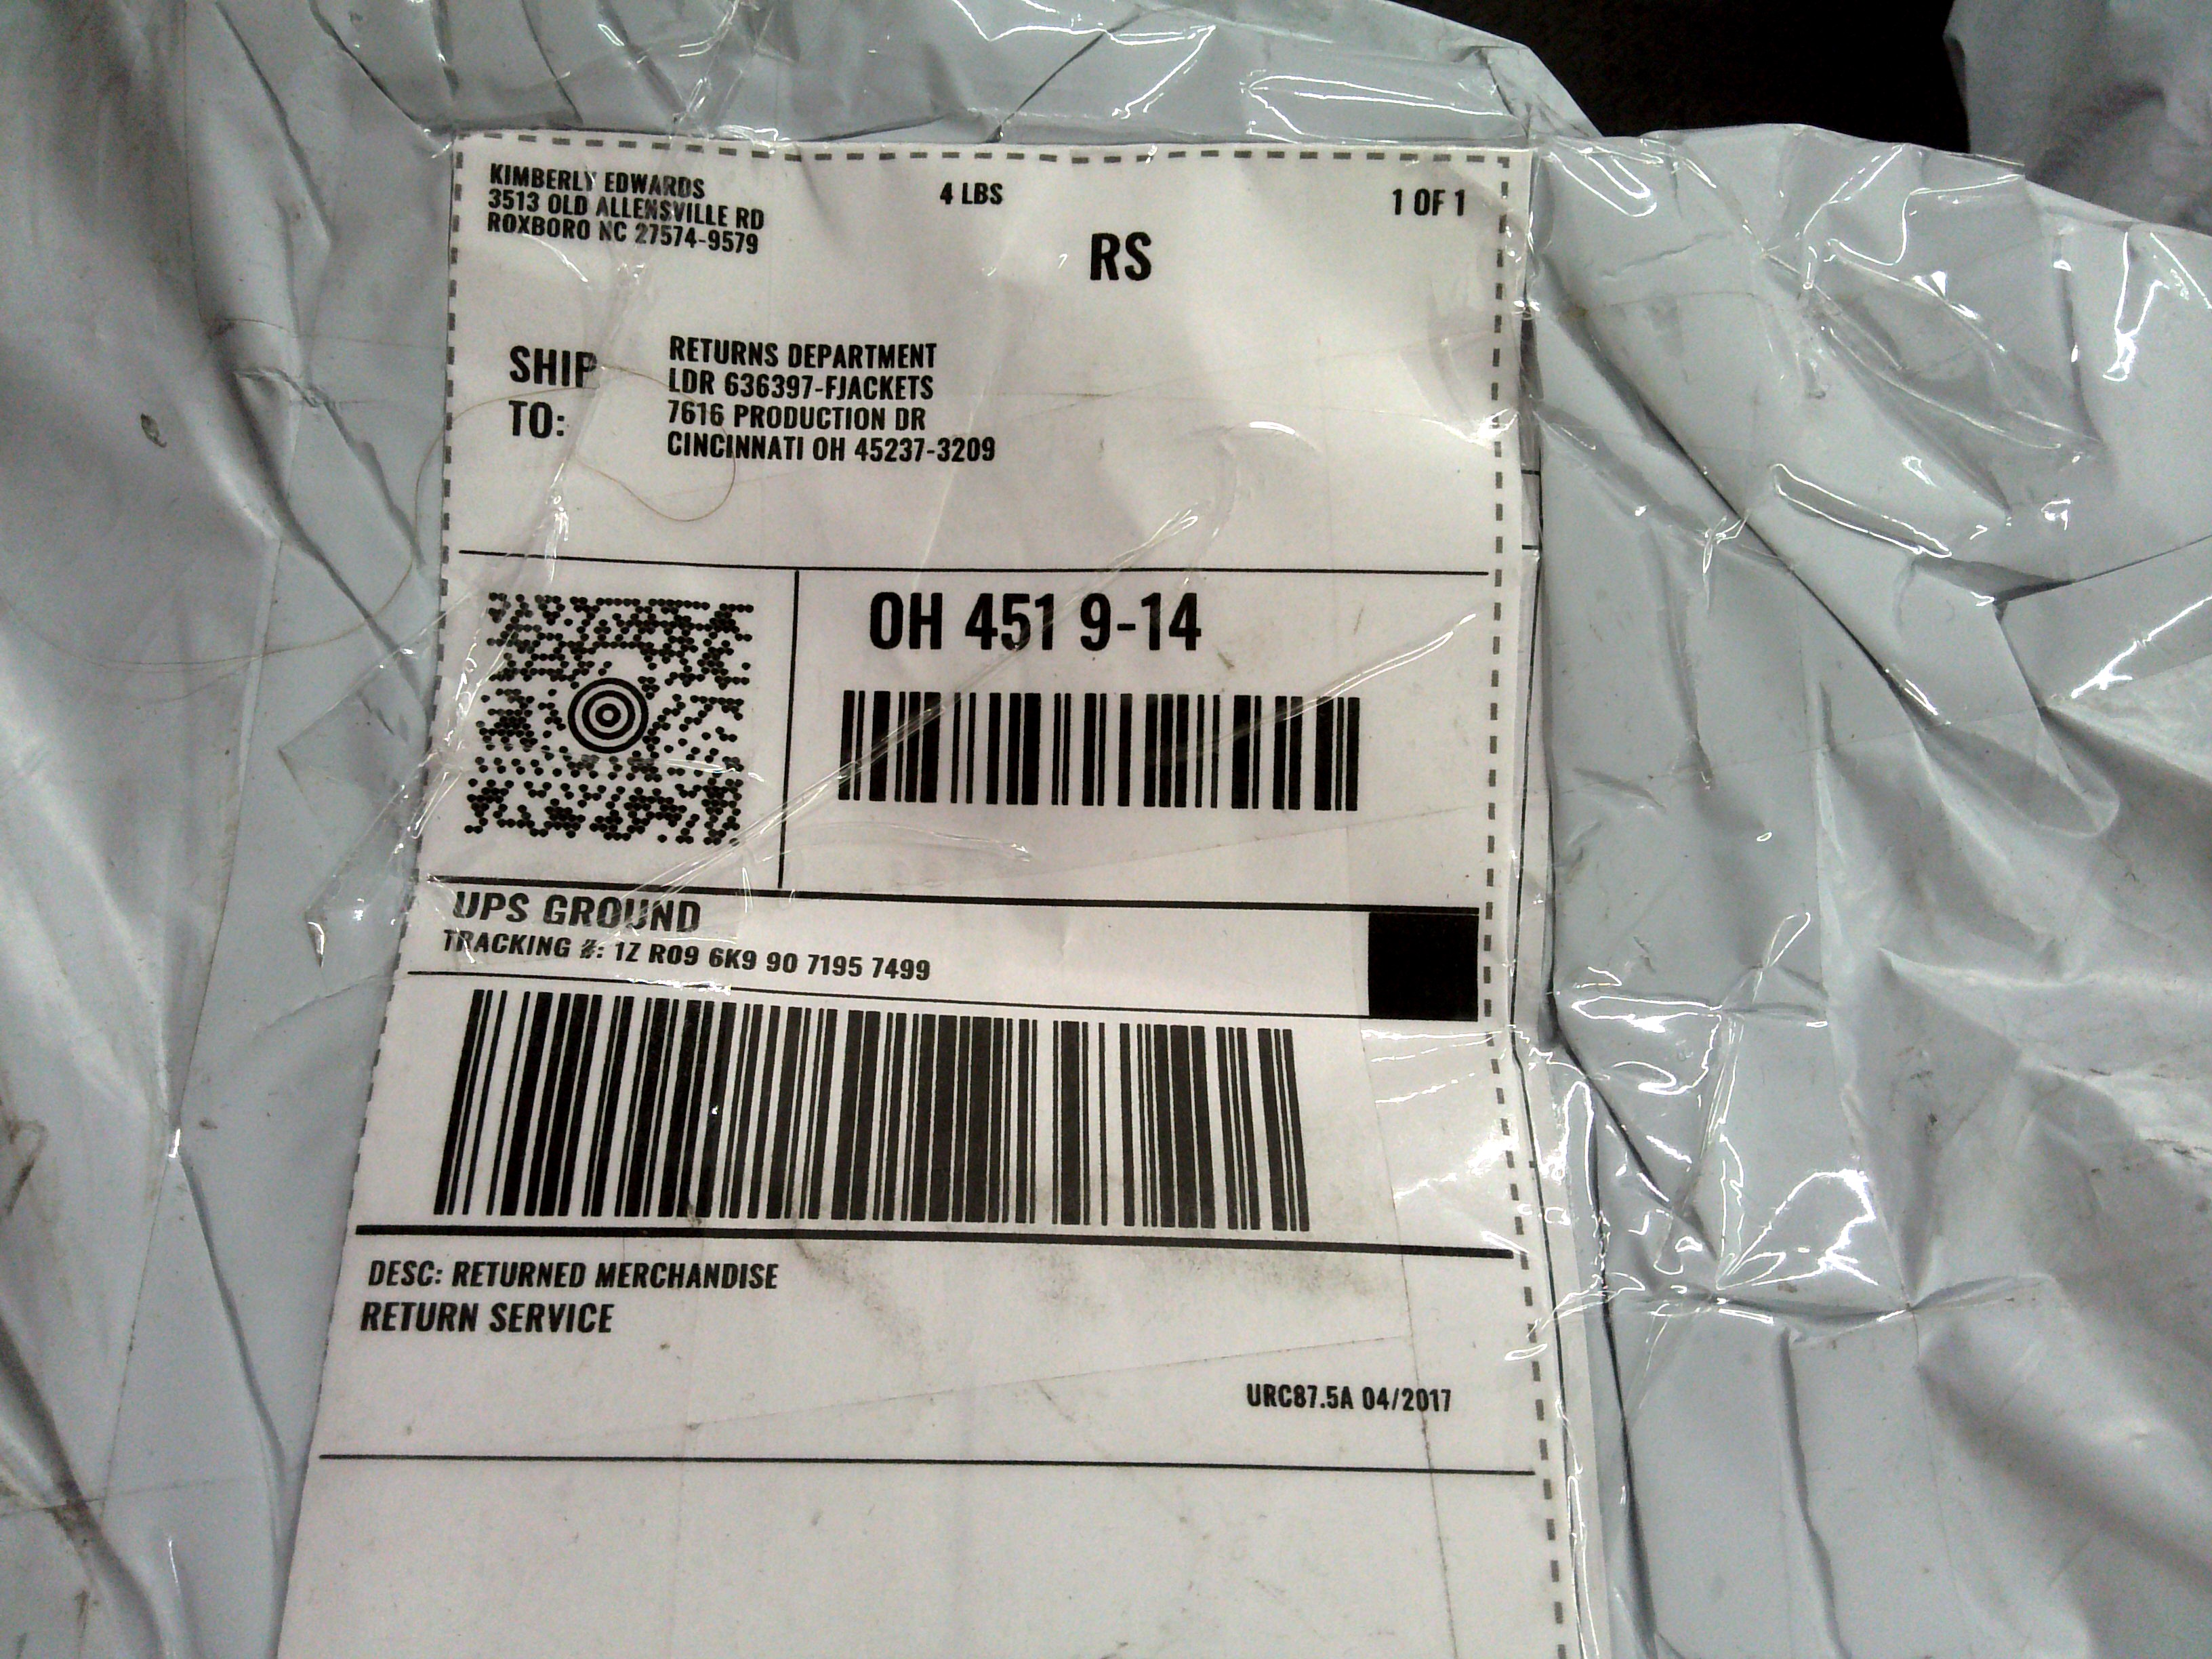 KIMBERLY EDWARDS
3513 OLD ALLENSVILLE RD
ROXBORO NC 27574-9579
4 LBS
1 OF 1
RS
SHIP
TO:
RETURNS DEPARTMENT
LDR 636397-FJACKETS
7616 PRODUCTION DR
CINCINNATI OH 45237-3209
OH 451 9-14
UPS GROUND
TRACKING #: 1Z R09 6K9 90 7195 7499
DESC: RETURNED MERCHANDISE
RETURN SERVICE
URC87.5A 04/2017